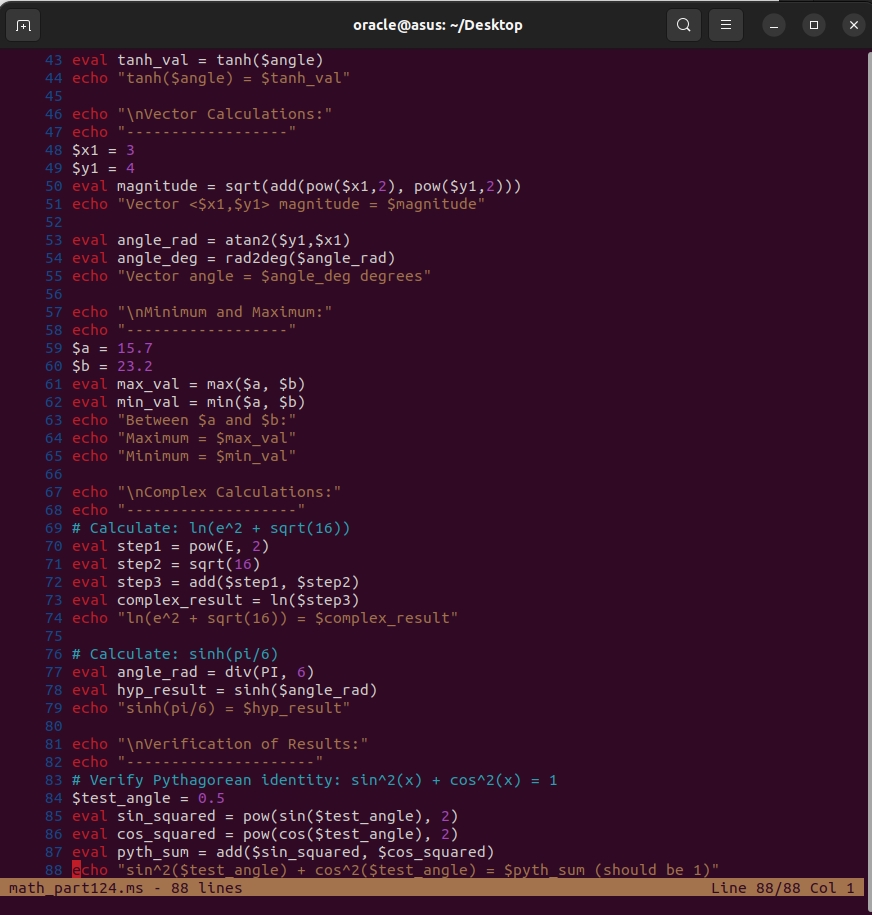 oracle@asus: ~/Desktop
43 eval tanh_val = tanh($angle)
44 echo "tanh($angle) = $tanh_val"
45
46 echo "\nVector Calculations:"
47 echo "------------------"
48 $x1 = 3
49 $y1 = 4
50 eval magnitude = sqrt(add(pow($x1,2), pow($y1,2)))
51 echo "Vector <$x1,$y1> magnitude = $magnitude"
52
53 eval angle_rad = atan2($y1,$x1)
54 eval angle_deg = rad2deg($angle_rad)
55 echo "Vector angle = $angle_deg degrees"
56
57 echo "\nMinimum and Maximum:"
58 echo "------------------"
59 $a = 15.7
60 $b = 23.2
61 eval max_val = max($a, $b)
62 eval min_val = min($a, $b)
63 echo "Between $a and $b:"
64 echo "Maximum = $max_val"
65 echo "Minimum = $min_val"
66
67 echo "\nComplex Calculations:"
68 echo "-------------------"
69 # Calculate: ln(e^2 + sqrt(16))
70 eval step1 = pow(E, 2)
71 eval step2 = sqrt(16)
72 eval step3 = add($step1, $step2)
73 eval complex_result = ln($step3)
74 echo "ln(e^2 + sqrt(16)) = $complex_result"
75
76 # Calculate: sinh(pi/6)
77 eval angle_rad = div(PI, 6)
78 eval hyp_result = sinh($angle_rad)
79 echo "sinh(pi/6) = $hyp_result"
80
81 echo "\nVerification of Results:"
82 echo "---------------------"
83 # Verify Pythagorean identity: sin^2(x) + cos^2(x) = 1
84 $test_angle = 0.5
85 eval sin_squared = pow(sin($test_angle), 2)
86 eval cos_squared = pow(cos($test_angle), 2)
87 eval pyth_sum = add($sin_squared, $cos_squared)
88 echo "sin^2($test_angle) + cos^2($test_angle) = $pyth_sum (should be 1)"
math_part124.ms - 88 lines Line 88/88 Col 1